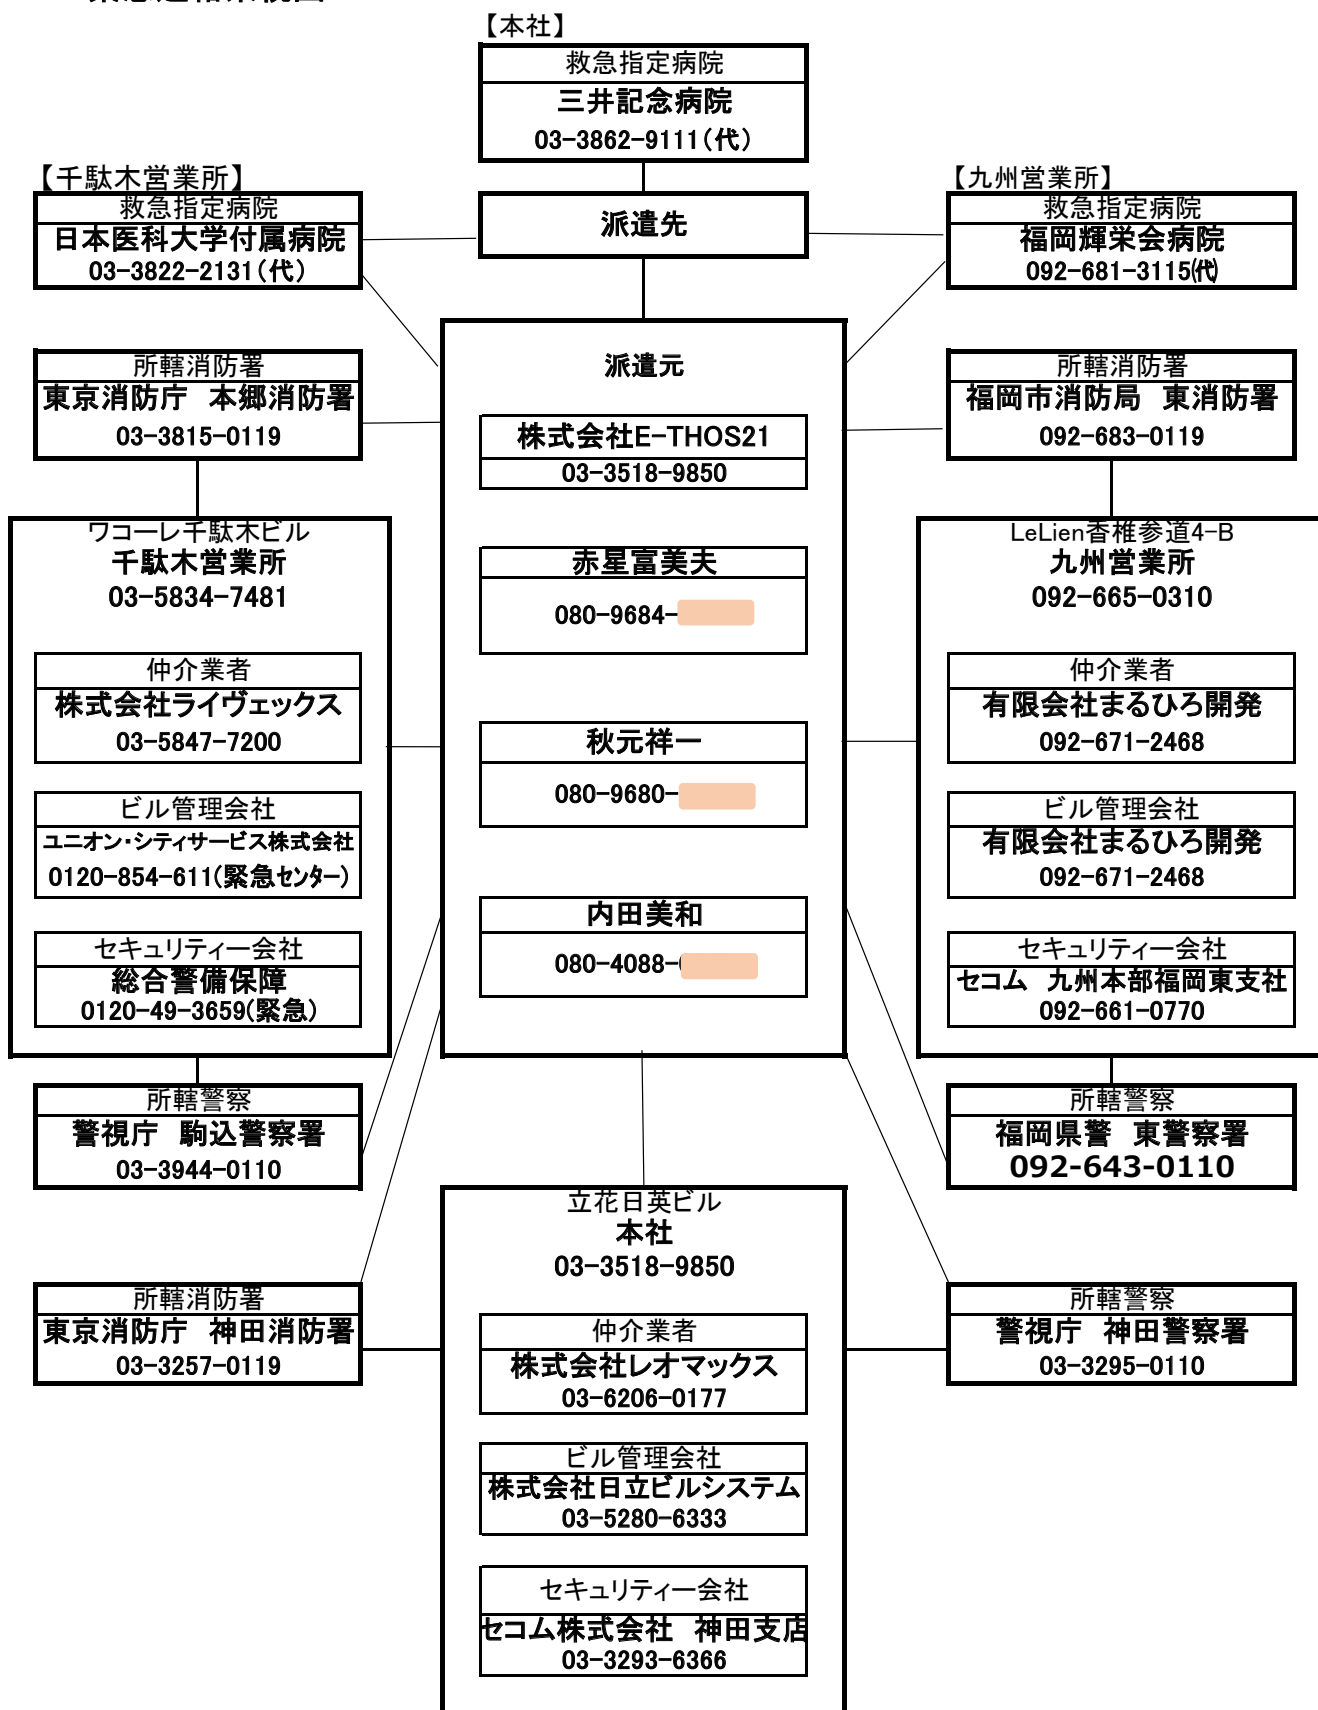 【本社】
救急指定病院
三井記念病院
03-3862-9111(代)
【千駄木営業所】
救急指定病院
日本医科大学付属病院
03-3822-2131(代)
派遣先
【九州営業所】
救急指定病院
福岡輝栄会病院
092-681-3115㈹
所轄消防署
東京消防庁　本郷消防署
03-3815-0119
派遣元
株式会社E-THOS21
03-3518-9850
赤星富美夫
080-9684-
秋元祥一
080-9680-
内田美和
080-4088-
所轄消防署
福岡市消防局　東消防署
092-683-0119
ワコーレ千駄木ビル
千駄木営業所
03-5834-7481
仲介業者
株式会社ライヴェックス
03-5847-7200
ビル管理会社
ユニオン・シティサービス株式会社
0120-854-611(緊急センター)
セキュリティー会社
総合警備保障
0120-49-3659(緊急)
LeLien香椎参道4-B
九州営業所
092-665-0310
仲介業者
有限会社まるひろ開発
092-671-2468
ビル管理会社
有限会社まるひろ開発
092-671-2468
セキュリティー会社
セコム　九州本部福岡東支社
092-661-0770
所轄警察
警視庁　駒込警察署
03-3944-0110
所轄警察
福岡県警　東警察署
092-643-0110
所轄消防署
東京消防庁　神田消防署
03-3257-0119
立花日英ビル
本社
03-3518-9850
仲介業者
株式会社レオマックス
03-6206-0177
ビル管理会社
株式会社日立ビルシステム
03-5280-6333
セキュリティー会社
セコム株式会社　神田支店
03-3293-6366
所轄警察
警視庁　神田警察署
03-3295-0110